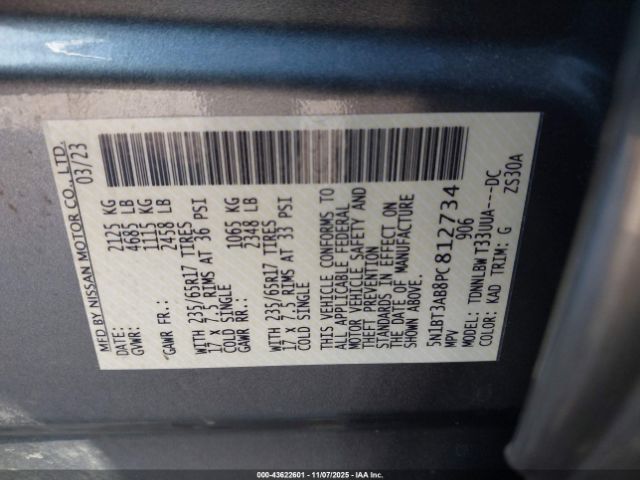 MFD BY NISSAN MOTOR CO., LTD.
DATE: 03/23
GVWR: 2125 KG
4685 LB
GAWR FR.: 1115 KG
2458 LB
WITH 235/65R17 TIRES
17 x 7.5 RIMS AT 36 PSI
COLD SINGLE
GAWR RR.: 1065 KG
2348 LB
WITH 235/65R17 TIRES
17 x 7.5 RIMS AT 33 PSI
COLD SINGLE
THIS VEHICLE CONFORMS TO
ALL APPLICABLE FEDERAL
MOTOR VEHICLE SAFETY AND
THEFT PREVENTION
STANDARDS IN EFFECT ON
THE DATE OF MANUFACTURE
SHOWN ABOVE.
5N1BT3AB8PC812734
MPV 906
MODEL: TDNNLBW T33UUA---DC
COLOR: KAD TRIM: G ZS30A
000-43622601 - 11/07/2025 - IAA Inc.